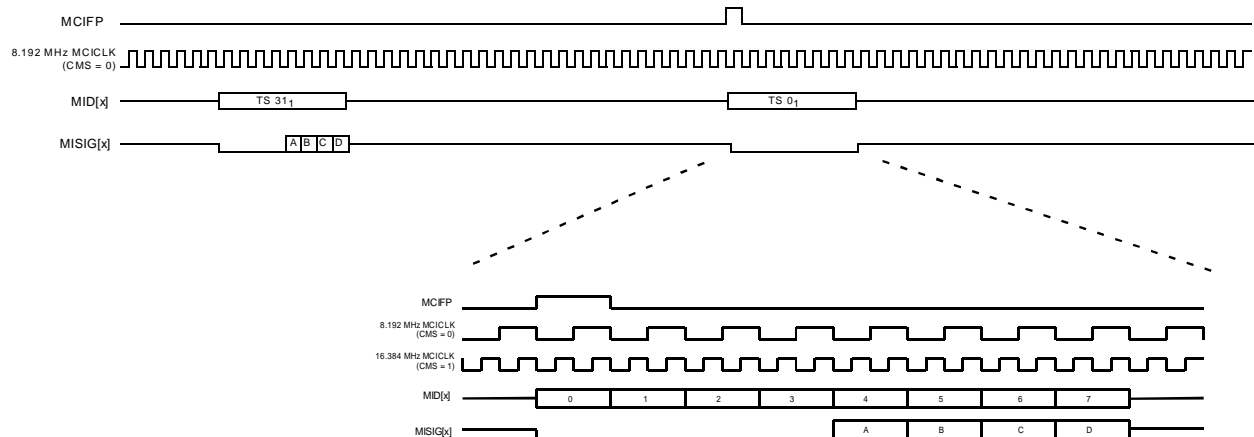 MCIFP
8.192 MHz MCICLK
(CMS = 0)
MID[x]
TS 31₁
TS 0₁
MISIG[x]
A B C D
MCIFP
8.192 MHz MCICLK
(CMS = 0)
16.384 MHz MCICLK
(CMS = 1)
MID[x]
0 1 2 3 4 5 6 7
MISIG[x]
A B C D